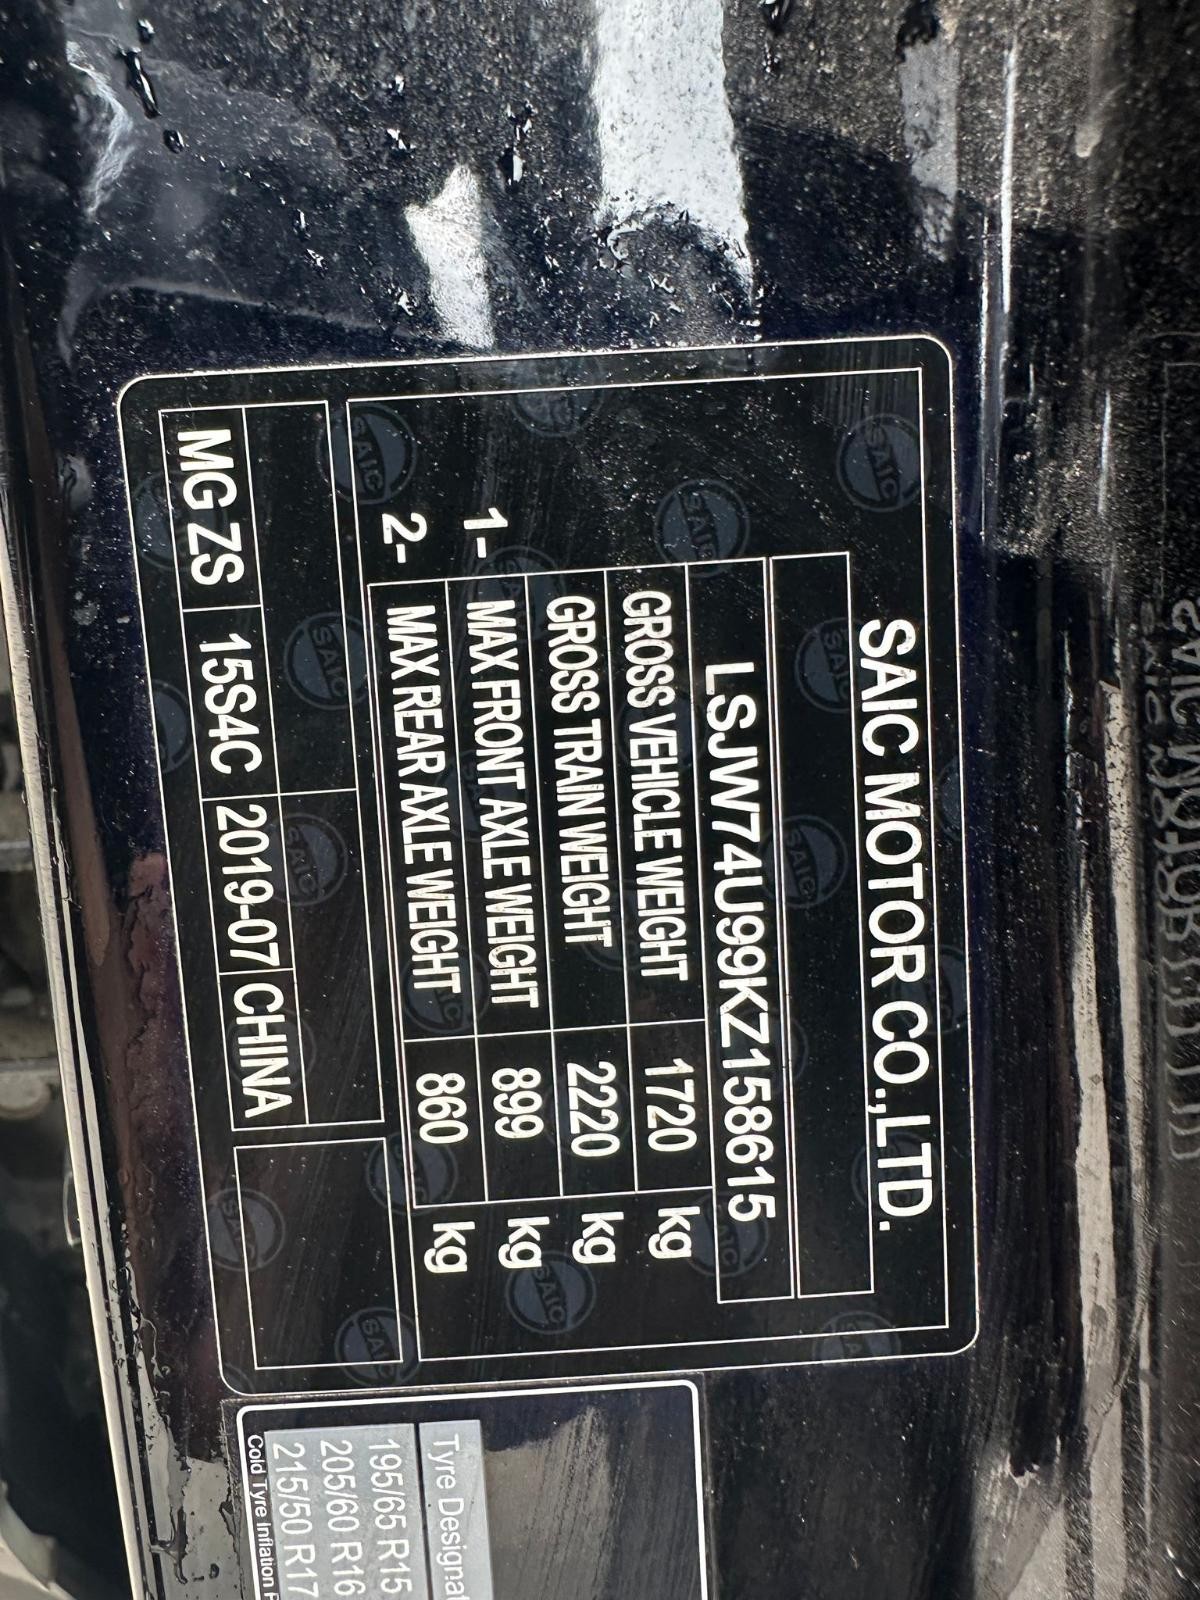 SAIC MOTOR CO.,LTD.
LSJW74U99KZ158615
GROSS VEHICLE WEIGHT 1720 kg
GROSS TRAIN WEIGHT 2220 kg
1- MAX FRONT AXLE WEIGHT 899 kg
2- MAX REAR AXLE WEIGHT 860 kg
MG ZS 15S4C 2019-07 CHINA
Tyre Designat
195/65 R15
205/60 R16
215/50 R17
Cold Tyre Inflation P